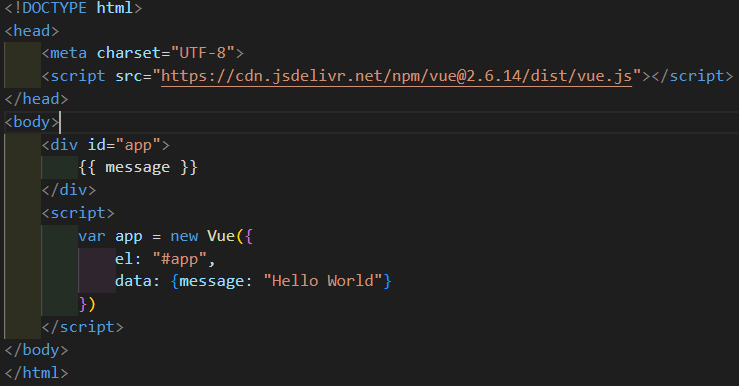 <!DOCTYPE html>
<head>
    <meta charset="UTF-8">
    <script src="https://cdn.jsdelivr.net/npm/vue@2.6.14/dist/vue.js"></script>
</head>
<body>
    <div id="app">
        {{ message }}
    </div>
    <script>
        var app = new Vue({
            el: "#app",
            data: {message: "Hello World"}
        })
    </script>
</body>
</html>